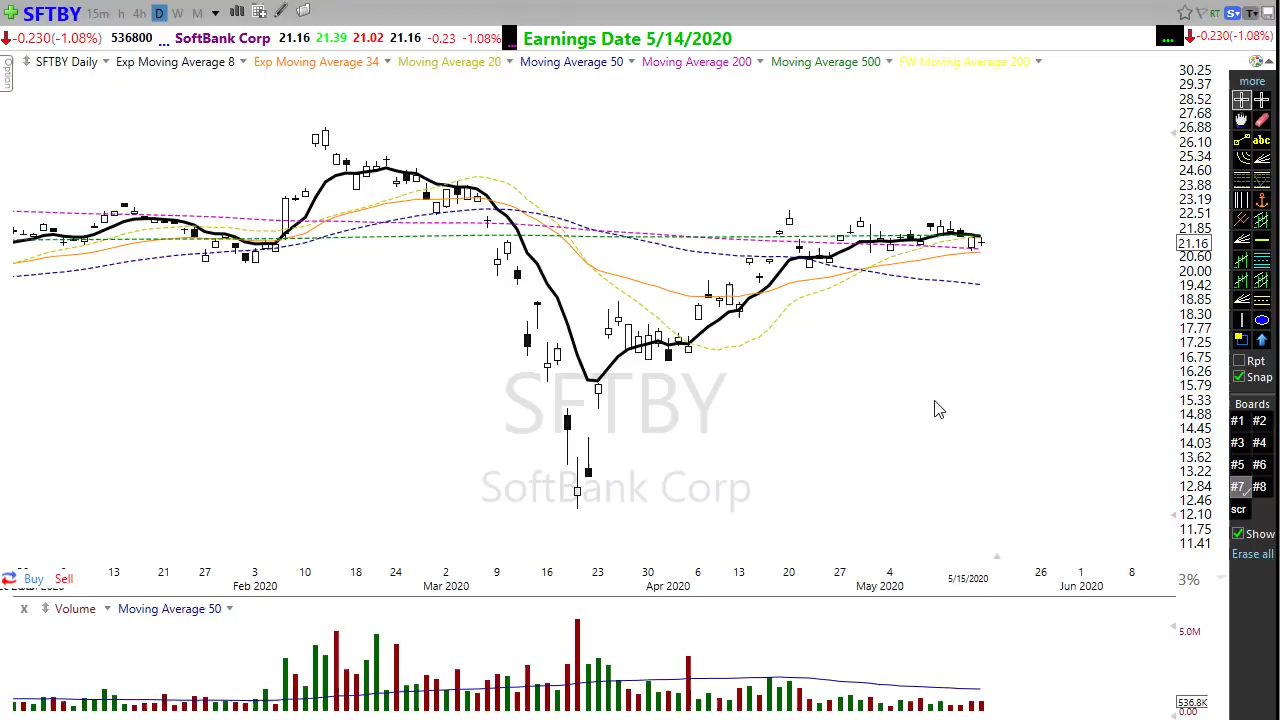 SFTBY 15m h 4h D W M RT S T
-0.230(-1.08%) 536800 ... SoftBank Corp 21.16 21.39 21.02 21.16 -0.23 -1.08% ... Earnings Date 5/14/2020 ... -0.230(-1.08%)
Option
SFTBY Daily Exp Moving Average 8 Exp Moving Average 34 Moving Average 20 Moving Average 50 Moving Average 200 Moving Average 500 FW Moving Average 200
30.25
29.37
28.52
27.68
26.88
26.10
25.34
24.60
23.88
23.19
22.51
21.85
21.16
20.60
20.00
19.42
18.85
18.30
17.77
17.25
16.75
16.26
15.79
15.33
14.88
14.45
14.03
13.62
13.22
12.84
12.46
12.10
11.75
11.41
more
abc
Rpt
Snap
Boards
#1 #2
#3 #4
#5 #6
#7 #8
scr
Show
Erase all
SFTBY
SoftBank Corp
13 21 27 3 10 18 24 2 9 16 23 30 6 13 20 27 4 5/15/2020 26 1 8
Buy Sell
Feb 2020 Mar 2020 April 2020 May 2020 Jun 2020
3%
x Volume Moving Average 50
5.0M
536.8K
0.00